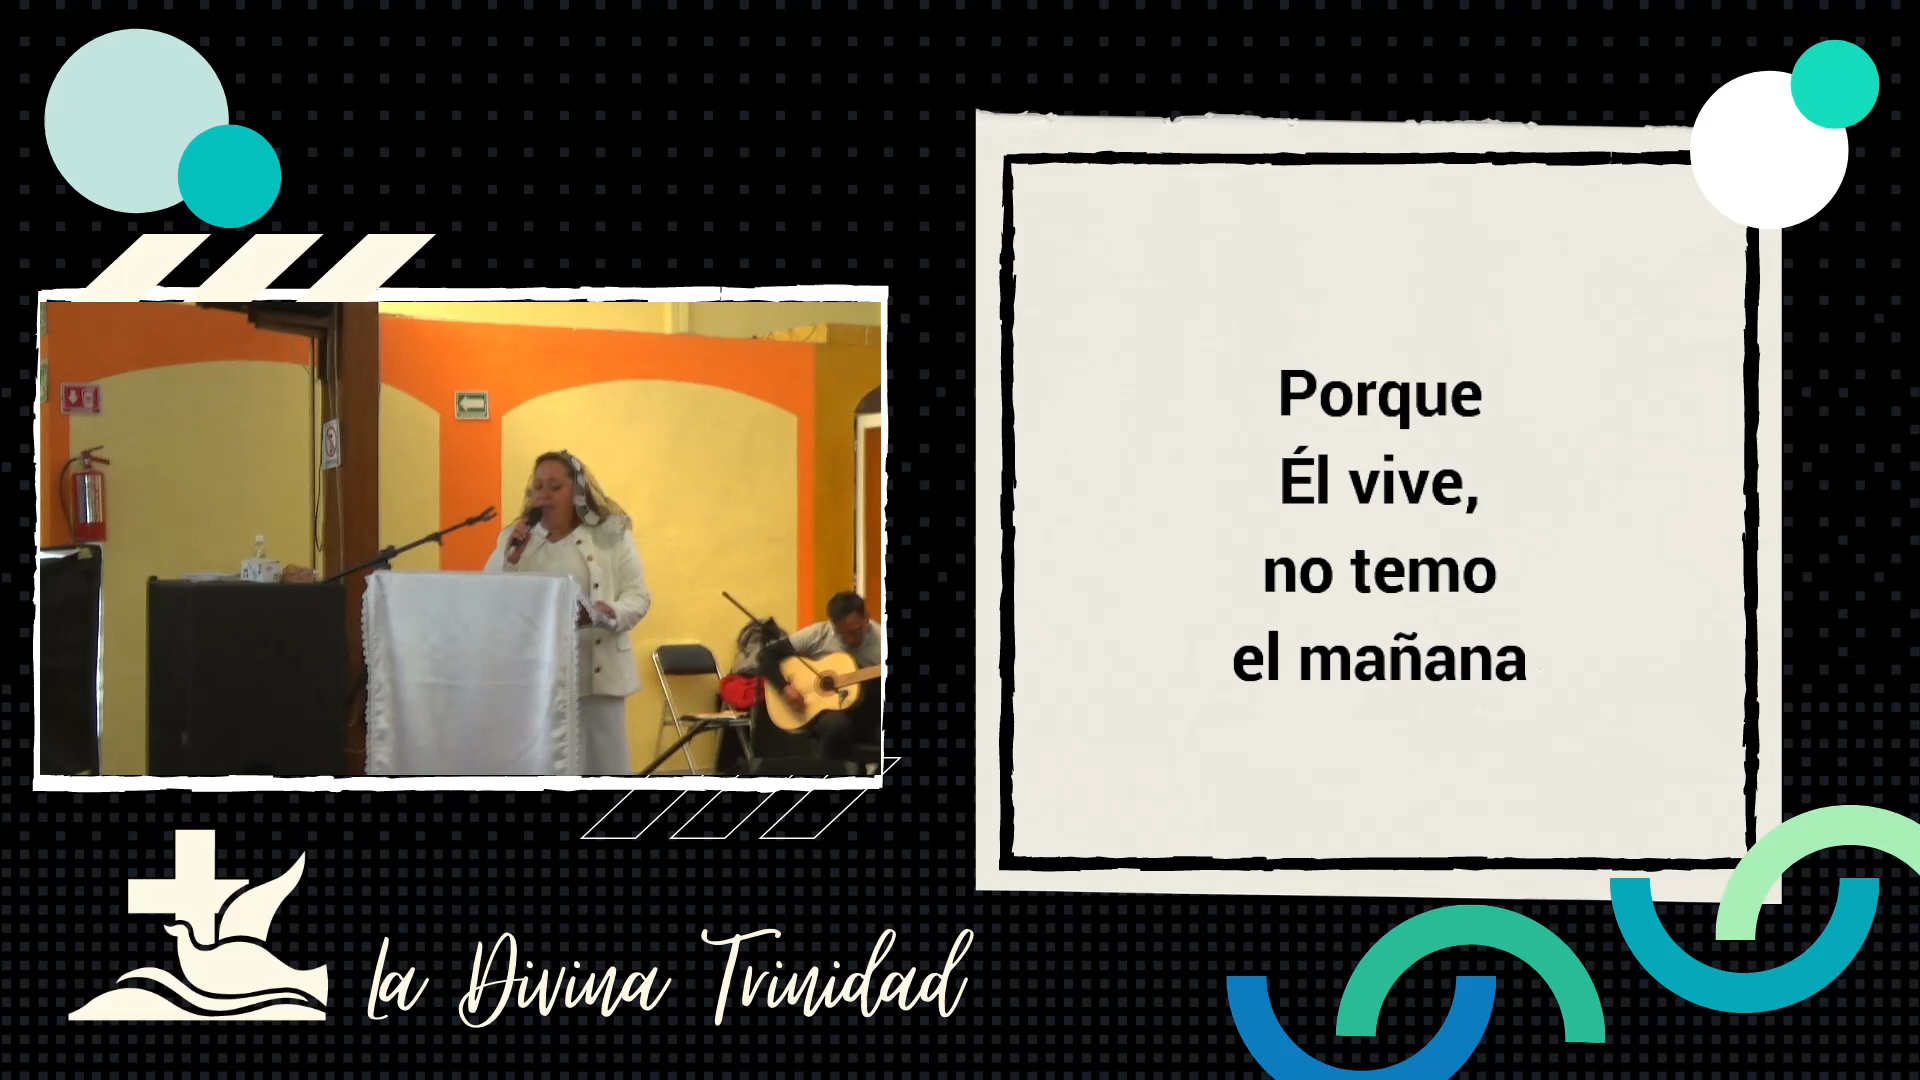 Porque
Él vive,
no temo
el mañana
la Divina Trinidad